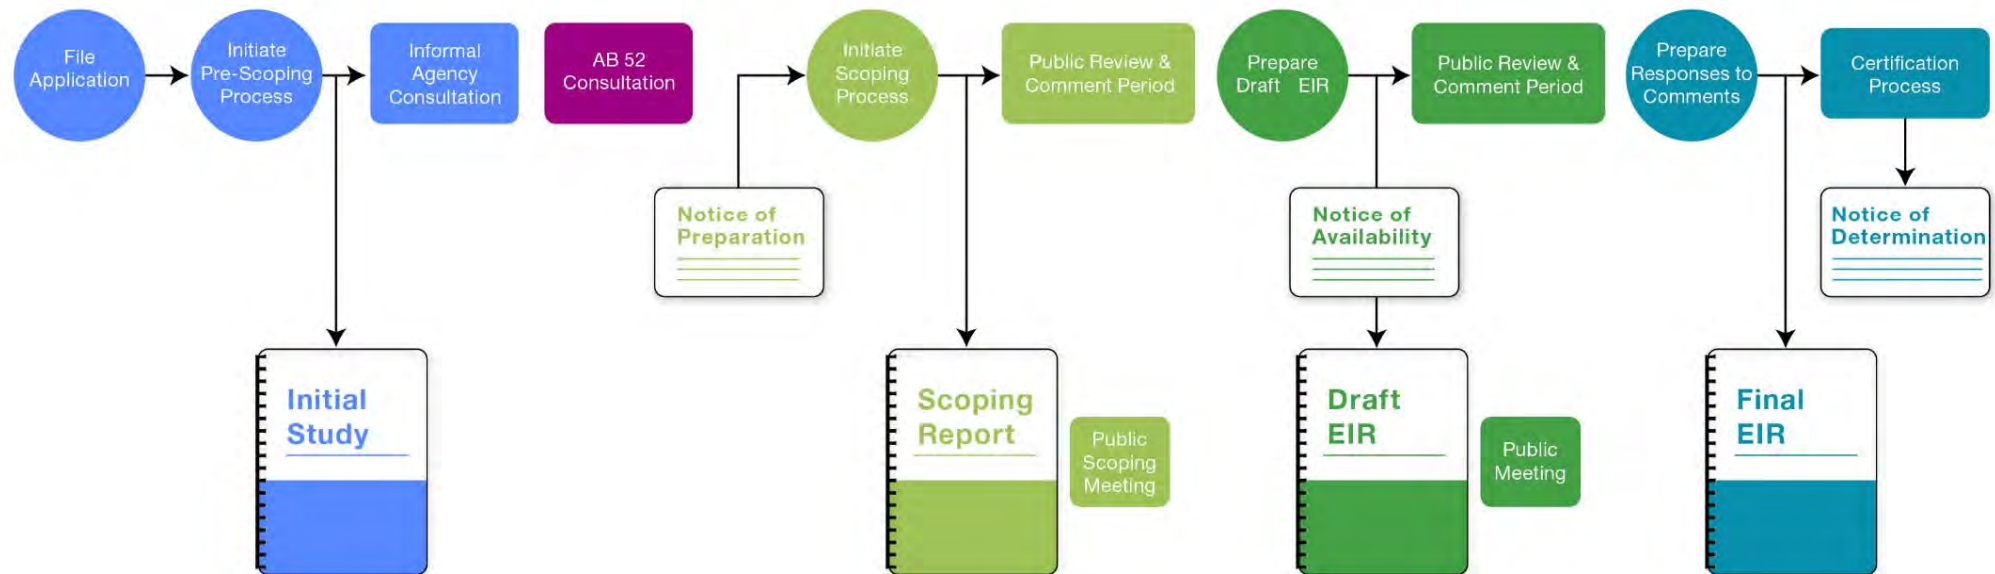 File
Application
Initiate
Pre-Scoping
Process
Informal
Agency
Consultation
AB 52
Consultation
Initiate
Scoping
Process
Public Review &
Comment Period
Prepare
Draft EIR
Public Review &
Comment Period
Prepare
Responses to
Comments
Certification
Process
Notice of
Preparation
Notice of
Availability
Notice of
Determination
Initial
Study
Scoping
Report
Public
Scoping
Meeting
Draft
EIR
Public
Meeting
Final
EIR